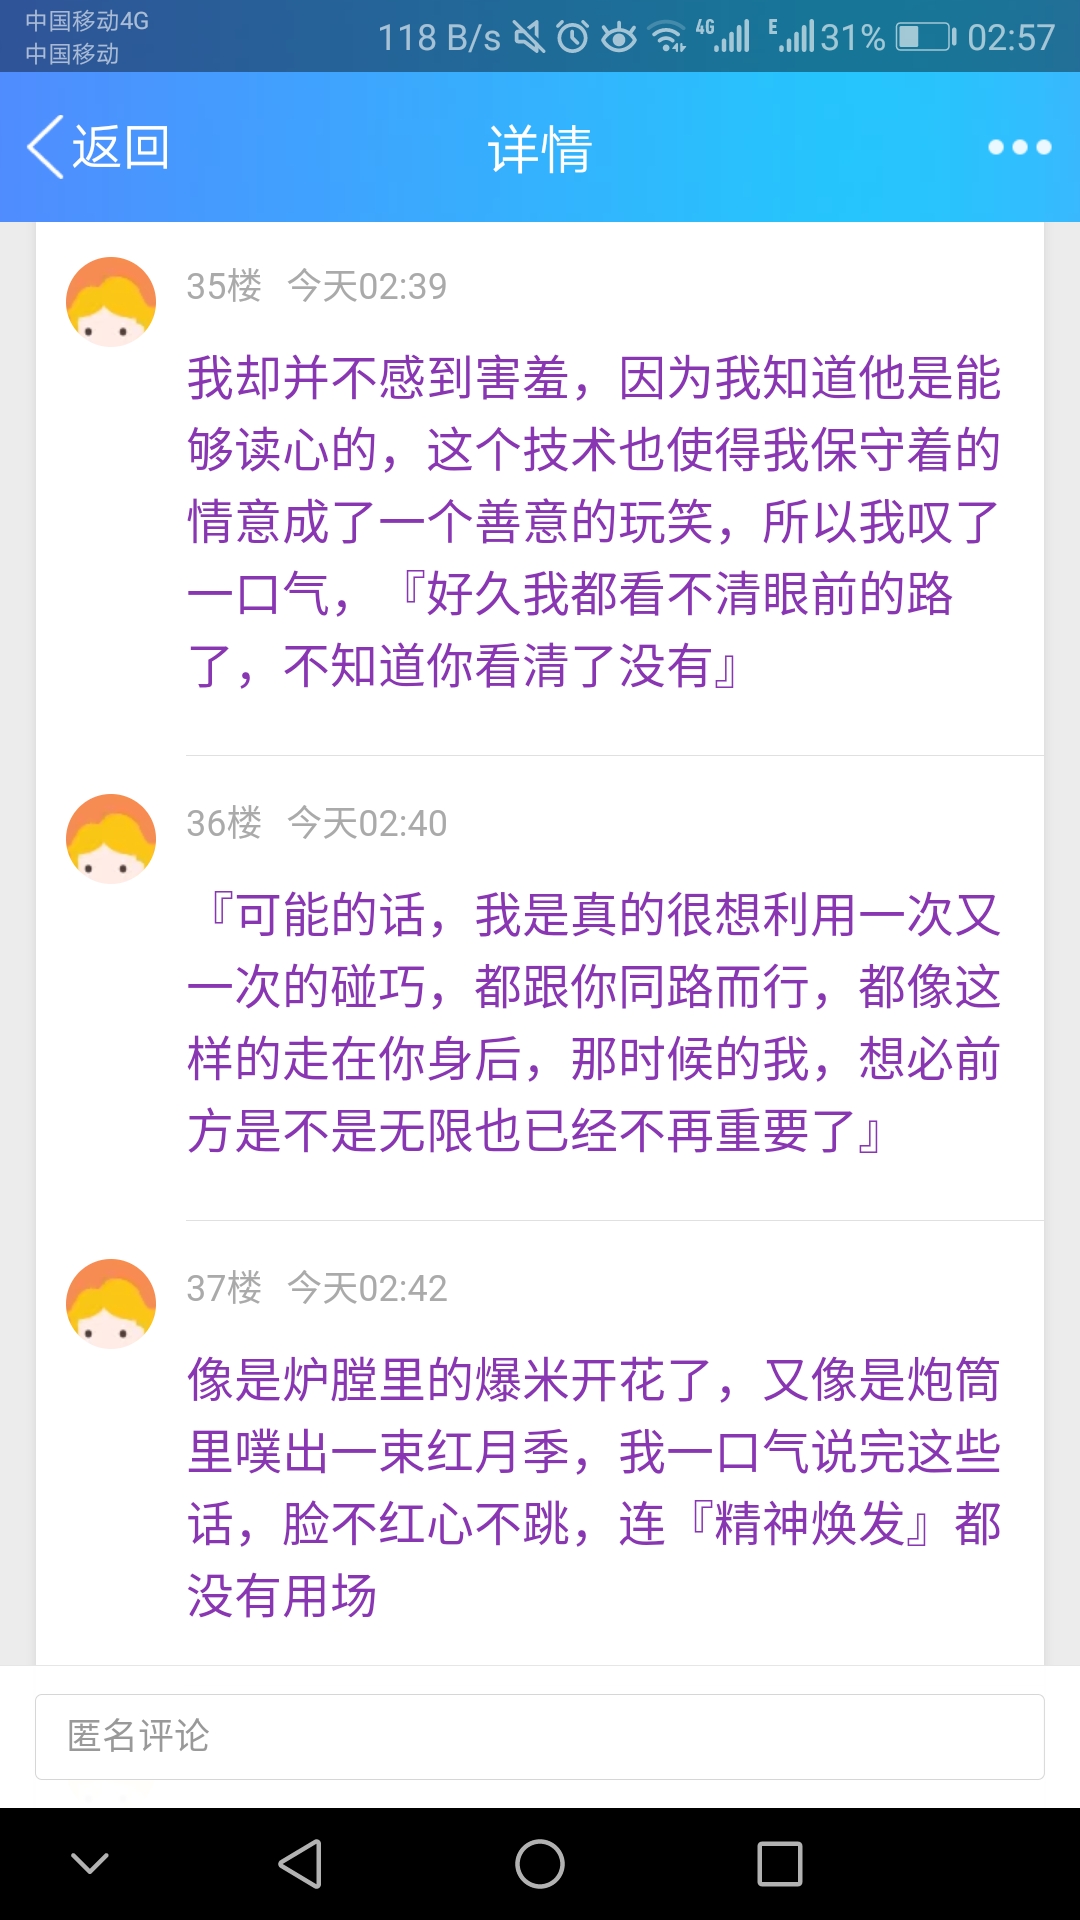 中国移动4G
中国移动
118 B/s 4G E 31% 02:57
返回 详情
35楼 今天02:39
我却并不感到害羞，因为我知道他是能
够读心的，这个技术也使得我保守着的
情意成了一个善意的玩笑，所以我叹了
一口气，『好久我都看不清眼前的路
了，不知道你看清了没有』
36楼 今天02:40
『可能的话，我是真的很想利用一次又
一次的碰巧，都跟你同路而行，都像这
样的走在你身后，那时候的我，想必前
方是不是无限也已经不再重要了』
37楼 今天02:42
像是炉膛里的爆米开花了，又像是炮筒
里噗出一束红月季，我一口气说完这些
话，脸不红心不跳，连『精神焕发』都
没有用场
匿名评论